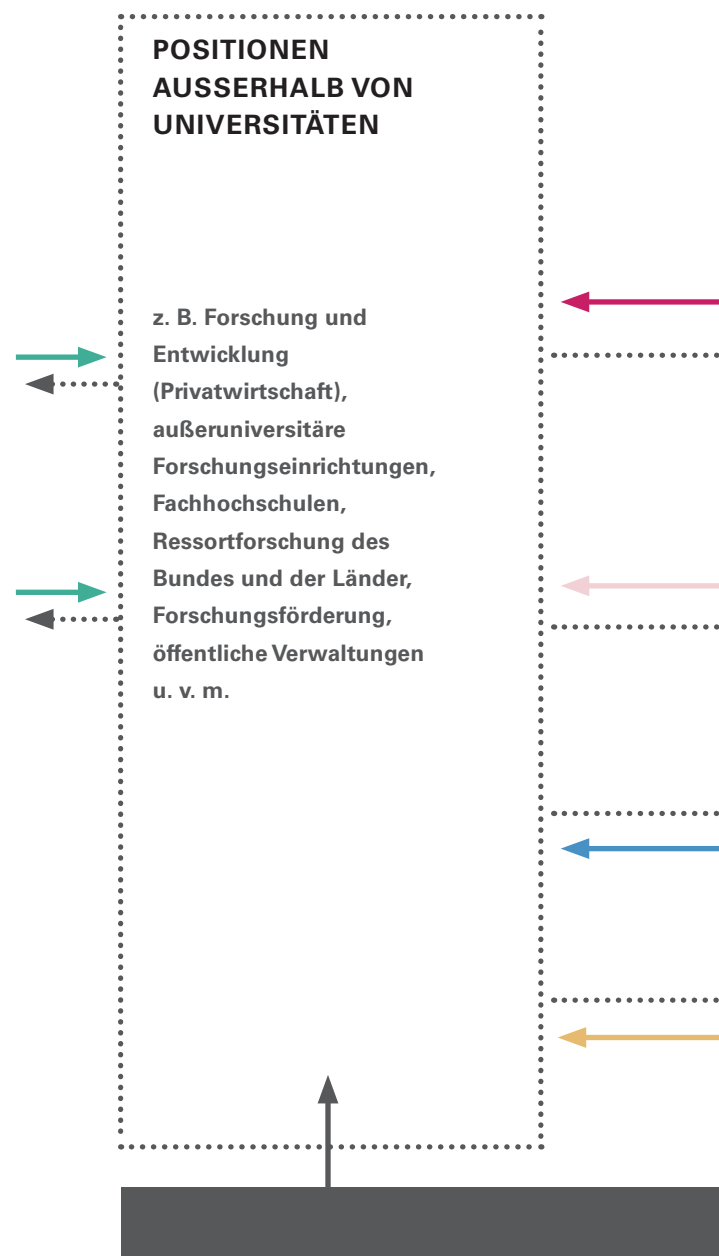 POSITIONEN
AUSSERHALB VON
UNIVERSITÄTEN
z. B. Forschung und
Entwicklung
(Privatwirtschaft),
außeruniversitäre
Forschungseinrichtungen,
Fachhochschulen,
Ressortforschung des
Bundes und der Länder,
Forschungsförderung,
öffentliche Verwaltungen
u. v. m.